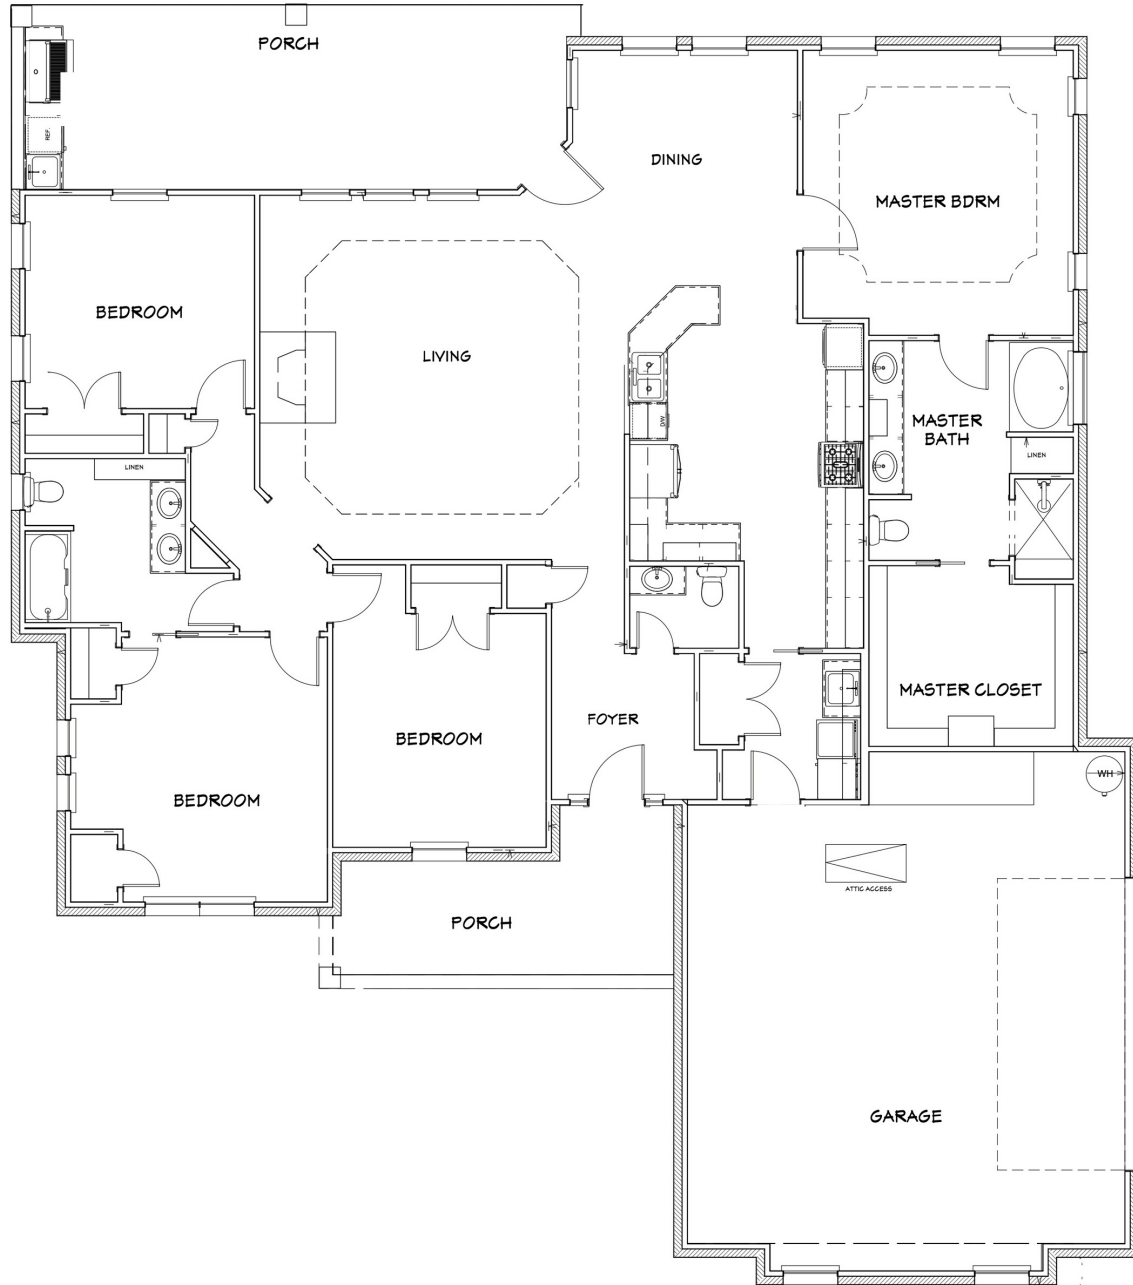 PORCH
REF.
DINING
MASTER BDRM
BEDROOM
LIVING
D/W
MASTER
BATH
LINEN
LINEN
MASTER CLOSET
FOYER
BEDROOM
WH
BEDROOM
ATTIC ACCESS
PORCH
GARAGE